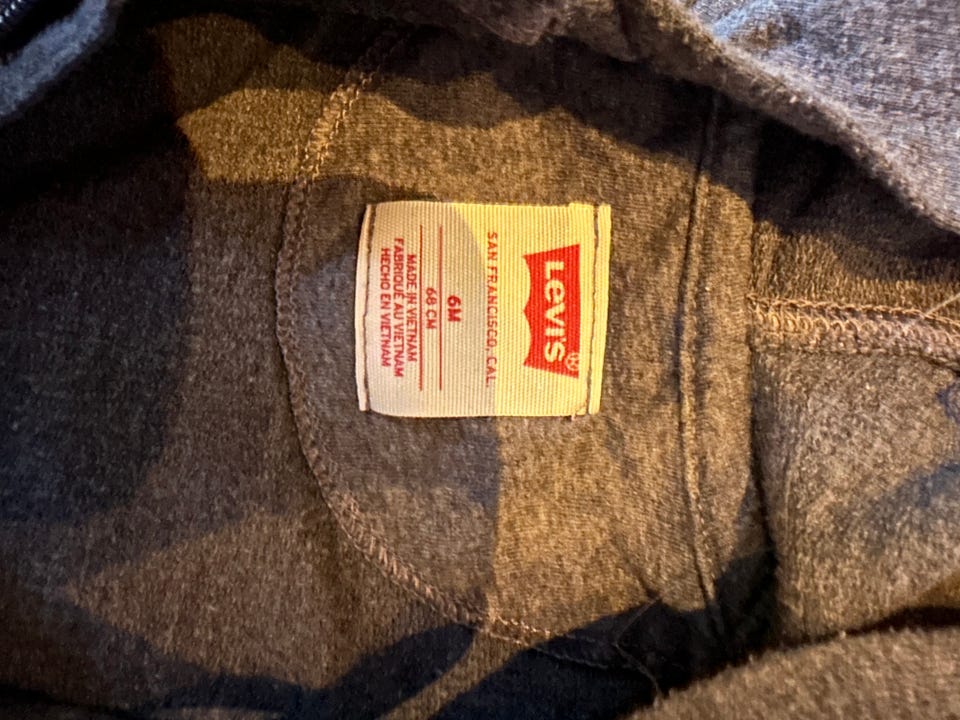 Levi's®
SAN FRANCISCO, CAL.
6M
68 CM
MADE IN VIETNAM
FABRIQUÉ AU VIETNAM
HECHO EN VIETNAM